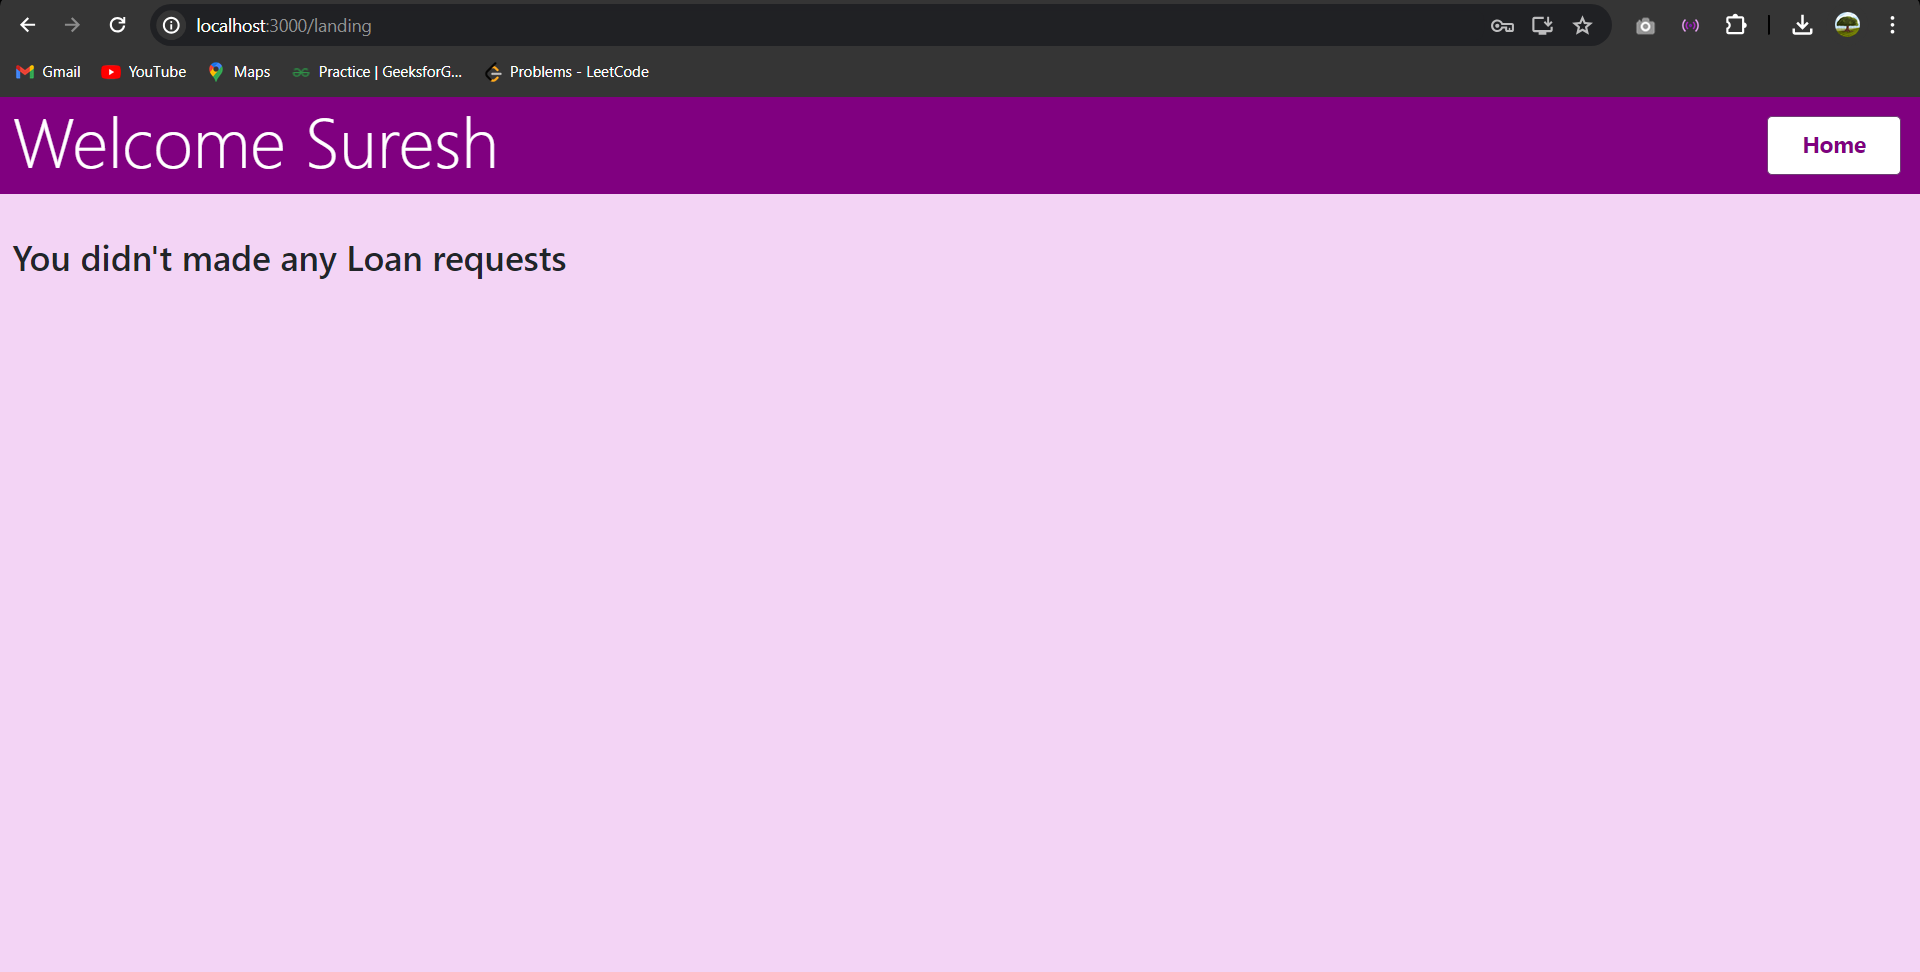 localhost:3000/landing
Gmail YouTube Maps Practice | GeeksforG... Problems - LeetCode
Welcome Suresh Home
You didn't made any Loan requests